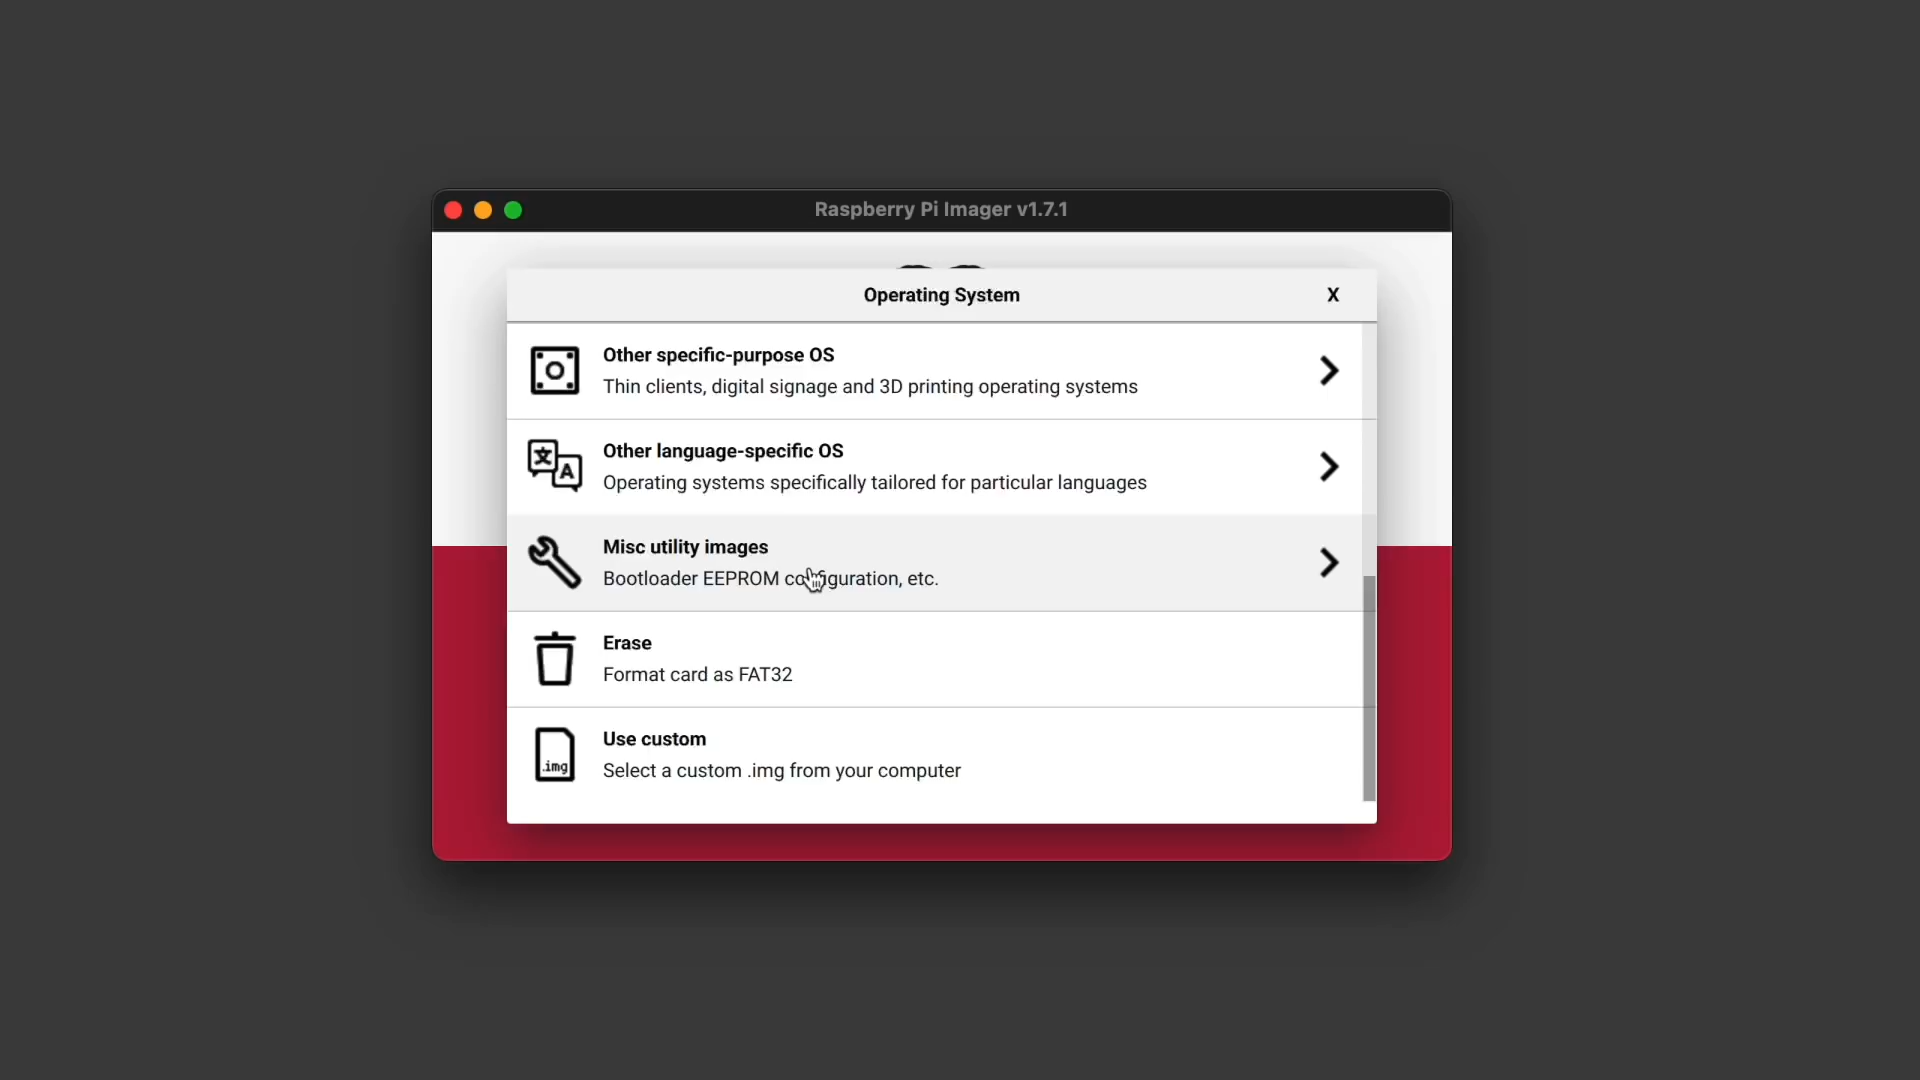 Raspberry Pi Imager v1.7.1
Operating System
X
Other specific-purpose OS
Thin clients, digital signage and 3D printing operating systems
文
A
Other language-specific OS
Operating systems specifically tailored for particular languages
Misc utility images
Bootloader EEPROM configuration, etc.
Erase
Format card as FAT32
.img
Use custom
Select a custom .img from your computer